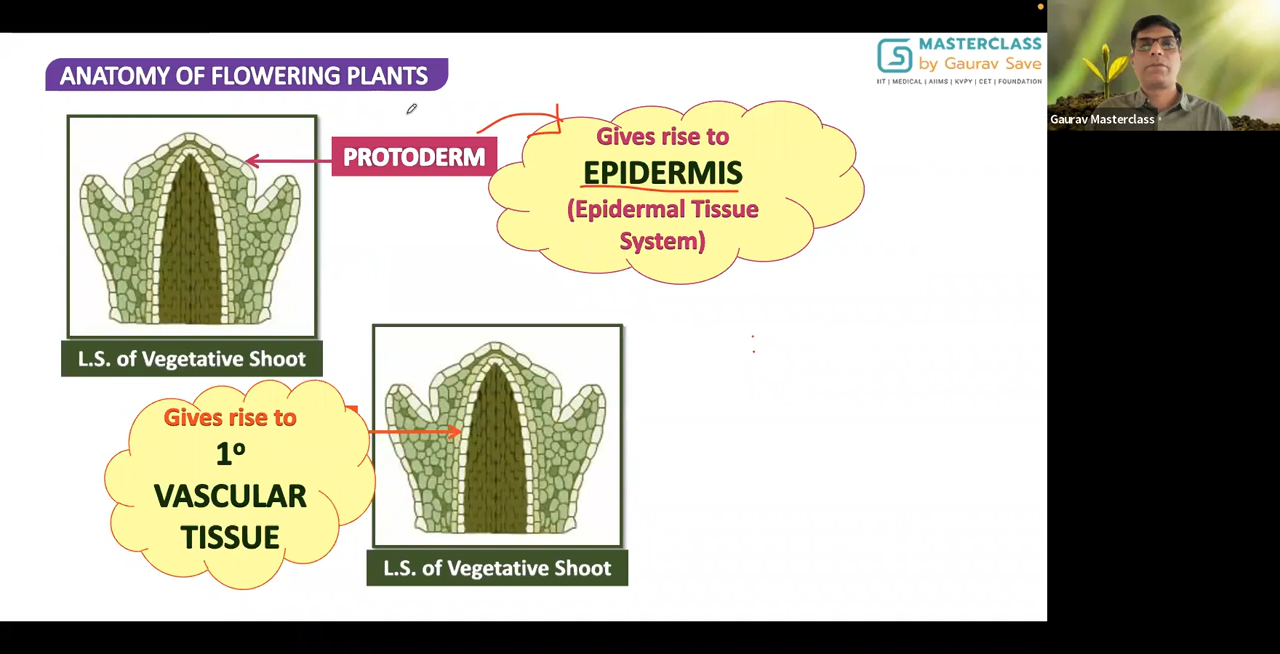 ANATOMY OF FLOWERING PLANTS
MASTERCLASS
by Gaurav Save
IIT | MEDICAL | AIIMS | KVPY | CET | FOUNDATION
Gaurav Masterclass
PROTODERM
Gives rise to
EPIDERMIS
(Epidermal Tissue
System)
L.S. of Vegetative Shoot
Gives rise to
1º
VASCULAR
TISSUE
L.S. of Vegetative Shoot